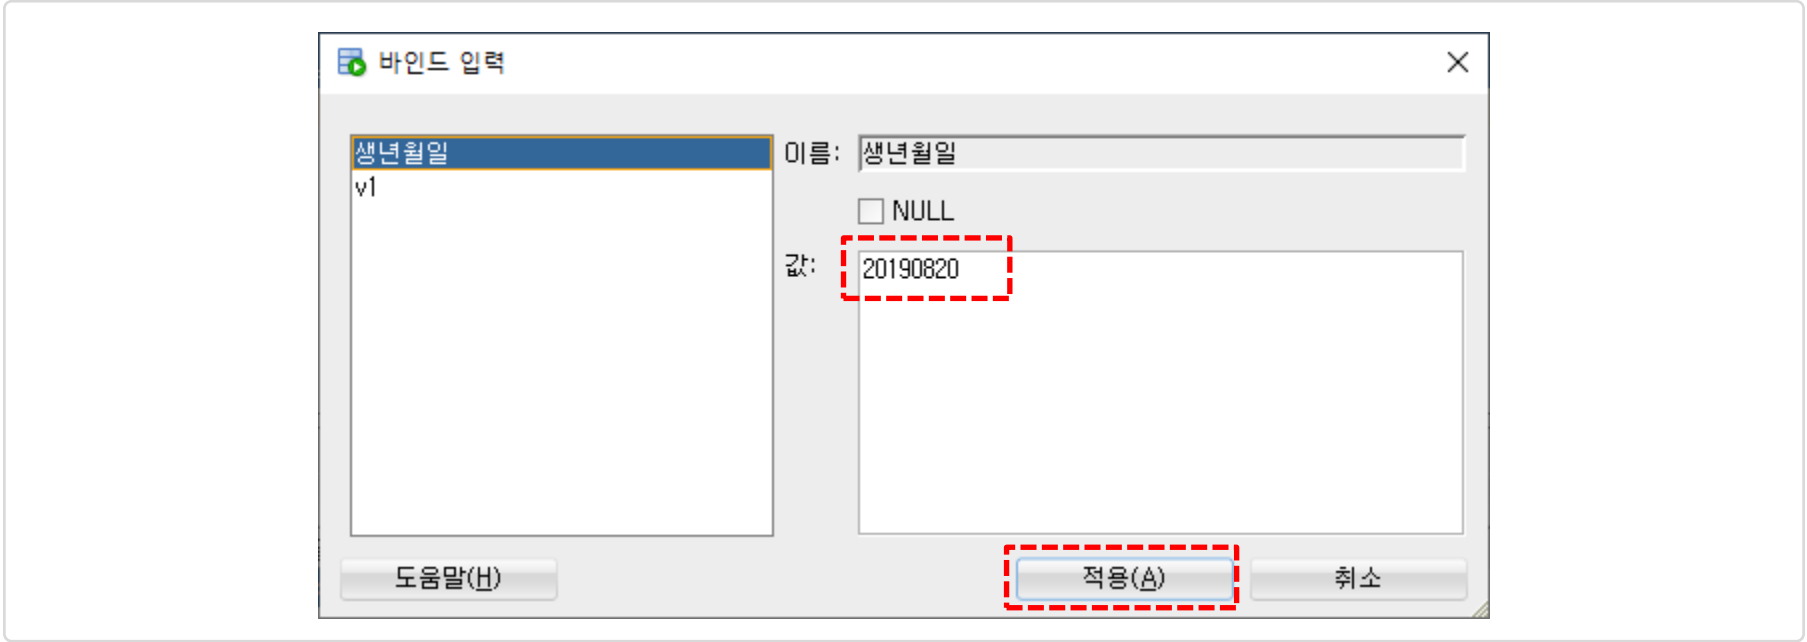 바인드 입력
생년월일
v1
이름: 생년월일
NULL
값: 20190820
도움말(H) 적용(A) 취소